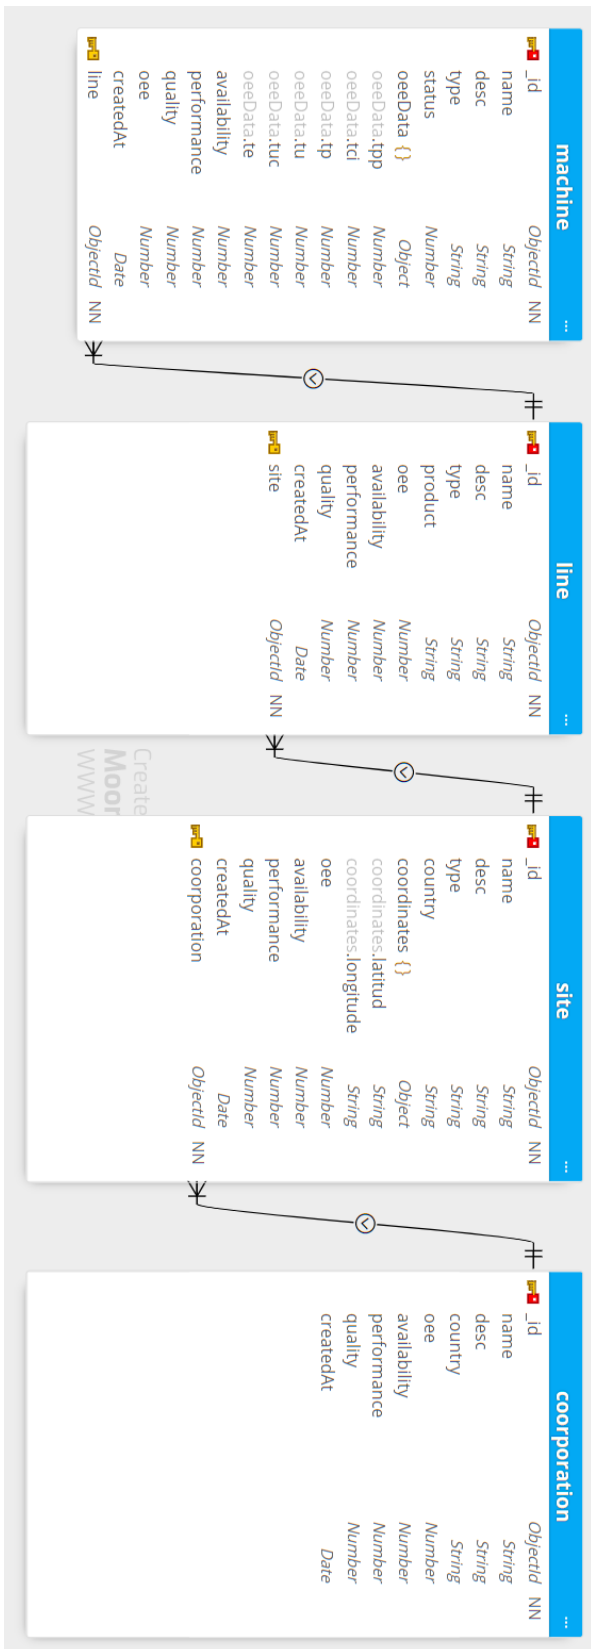 machine ...
_id ObjectId NN
name String
desc String
type String
status Number
oeeData {} Object
oeeData.tpp Number
oeeData.tci Number
oeeData.tp Number
oeeData.tu Number
oeeData.tuc Number
oeeData.te Number
availability Number
performance Number
quality Number
oee Number
createdAt Date
line ObjectId NN
line ...
_id ObjectId NN
name String
desc String
type String
product String
oee Number
availability Number
performance Number
quality Number
createdAt Date
site ObjectId NN
Create
Moor
WWW
site ...
_id ObjectId NN
name String
desc String
type String
country String
coordinates {} Object
coordinates.latitud String
coordinates.longitude String
oee Number
availability Number
performance Number
quality Number
createdAt Date
coorporation ObjectId NN
coorporation ...
_id ObjectId NN
name String
desc String
country String
oee Number
availability Number
performance Number
quality Number
createdAt Date